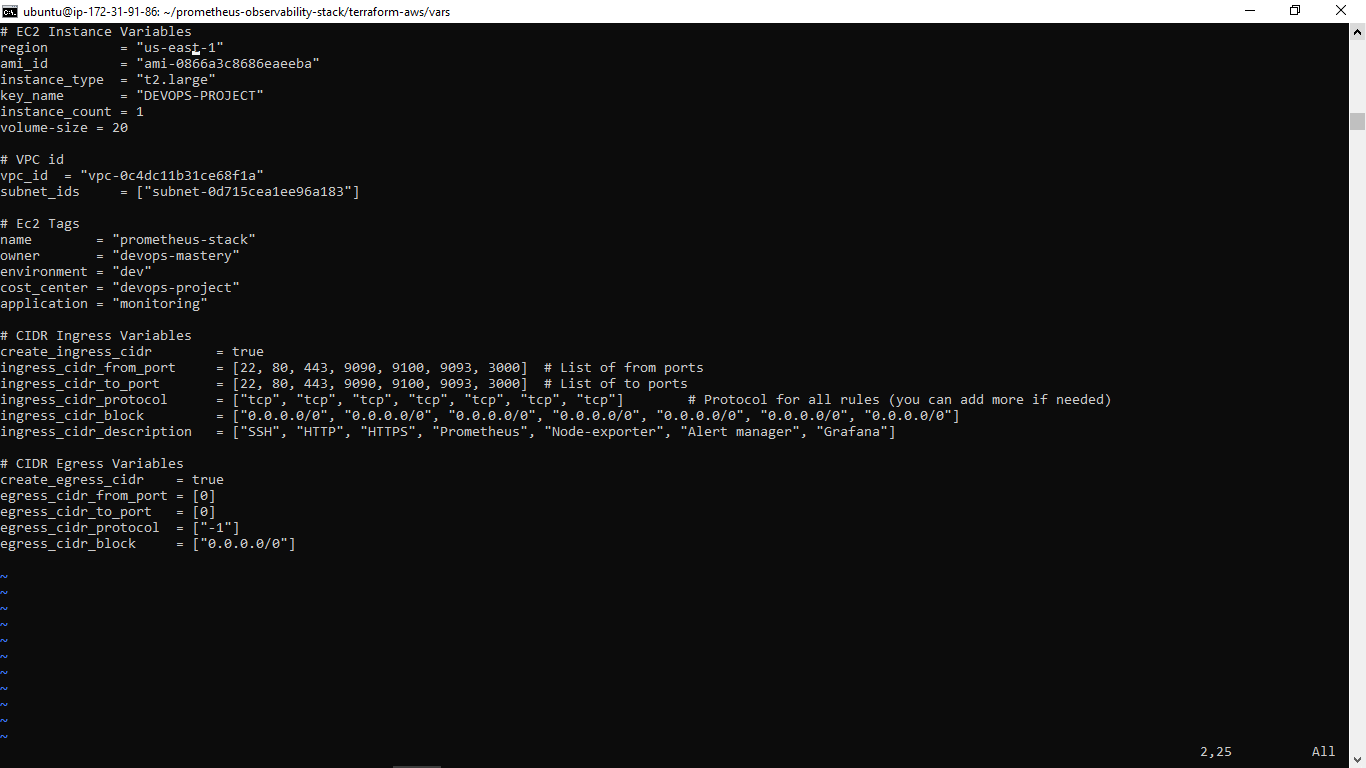 ubuntu@ip-172-31-91-86: ~/prometheus-observability-stack/terraform-aws/vars
# EC2 Instance Variables
region         = "us-east-1"
ami_id         = "ami-0866a3c8686eaeeba"
instance_type  = "t2.large"
key_name       = "DEVOPS-PROJECT"
instance_count = 1
volume-size = 20
# VPC id
vpc_id  = "vpc-0c4dc11b31ce68f1a"
subnet_ids     = ["subnet-0d715cea1ee96a183"]
# Ec2 Tags
name        = "prometheus-stack"
owner       = "devops-mastery"
environment = "dev"
cost_center = "devops-project"
application = "monitoring"
# CIDR Ingress Variables
create_ingress_cidr        = true
ingress_cidr_from_port     = [22, 80, 443, 9090, 9100, 9093, 3000]  # List of from ports
ingress_cidr_to_port       = [22, 80, 443, 9090, 9100, 9093, 3000]  # List of to ports
ingress_cidr_protocol      = ["tcp", "tcp", "tcp", "tcp", "tcp", "tcp", "tcp"]        # Protocol for all rules (you can add more if needed)
ingress_cidr_block         = ["0.0.0.0/0", "0.0.0.0/0", "0.0.0.0/0", "0.0.0.0/0", "0.0.0.0/0", "0.0.0.0/0", "0.0.0.0/0"]
ingress_cidr_description   = ["SSH", "HTTP", "HTTPS", "Prometheus", "Node-exporter", "Alert manager", "Grafana"]
# CIDR Egress Variables
create_egress_cidr    = true
egress_cidr_from_port = [0]
egress_cidr_to_port   = [0]
egress_cidr_protocol  = ["-1"]
egress_cidr_block     = ["0.0.0.0/0"]
~
~
~
~
~
~
~
~
~
~
~
2,25          All